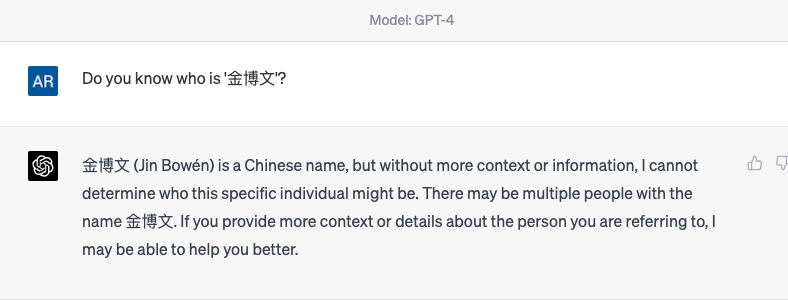 Model: GPT-4
AR
Do you know who is '金博文'?
金博文 (Jin Bowén) is a Chinese name, but without more context or information, I cannot
determine who this specific individual might be. There may be multiple people with the
name 金博文. If you provide more context or details about the person you are referring to, I
may be able to help you better.